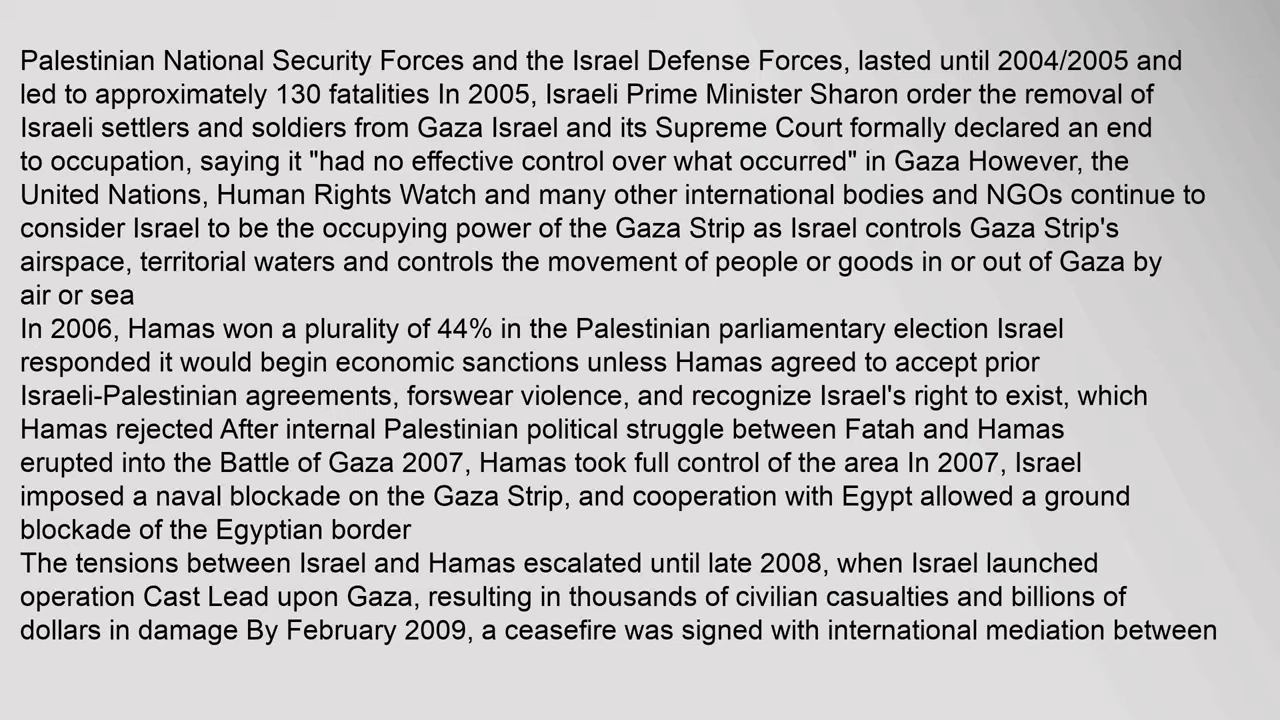 Palestinian National Security Forces and the Israel Defense Forces, lasted until 2004/2005 and
led to approximately 130 fatalities In 2005, Israeli Prime Minister Sharon order the removal of
Israeli settlers and soldiers from Gaza Israel and its Supreme Court formally declared an end
to occupation, saying it "had no effective control over what occurred" in Gaza However, the
United Nations, Human Rights Watch and many other international bodies and NGOs continue to
consider Israel to be the occupying power of the Gaza Strip as Israel controls Gaza Strip's
airspace, territorial waters and controls the movement of people or goods in or out of Gaza by
air or sea
In 2006, Hamas won a plurality of 44% in the Palestinian parliamentary election Israel
responded it would begin economic sanctions unless Hamas agreed to accept prior
Israeli-Palestinian agreements, forswear violence, and recognize Israel's right to exist, which
Hamas rejected After internal Palestinian political struggle between Fatah and Hamas
erupted into the Battle of Gaza 2007, Hamas took full control of the area In 2007, Israel
imposed a naval blockade on the Gaza Strip, and cooperation with Egypt allowed a ground
blockade of the Egyptian border
The tensions between Israel and Hamas escalated until late 2008, when Israel launched
operation Cast Lead upon Gaza, resulting in thousands of civilian casualties and billions of
dollars in damage By February 2009, a ceasefire was signed with international mediation between